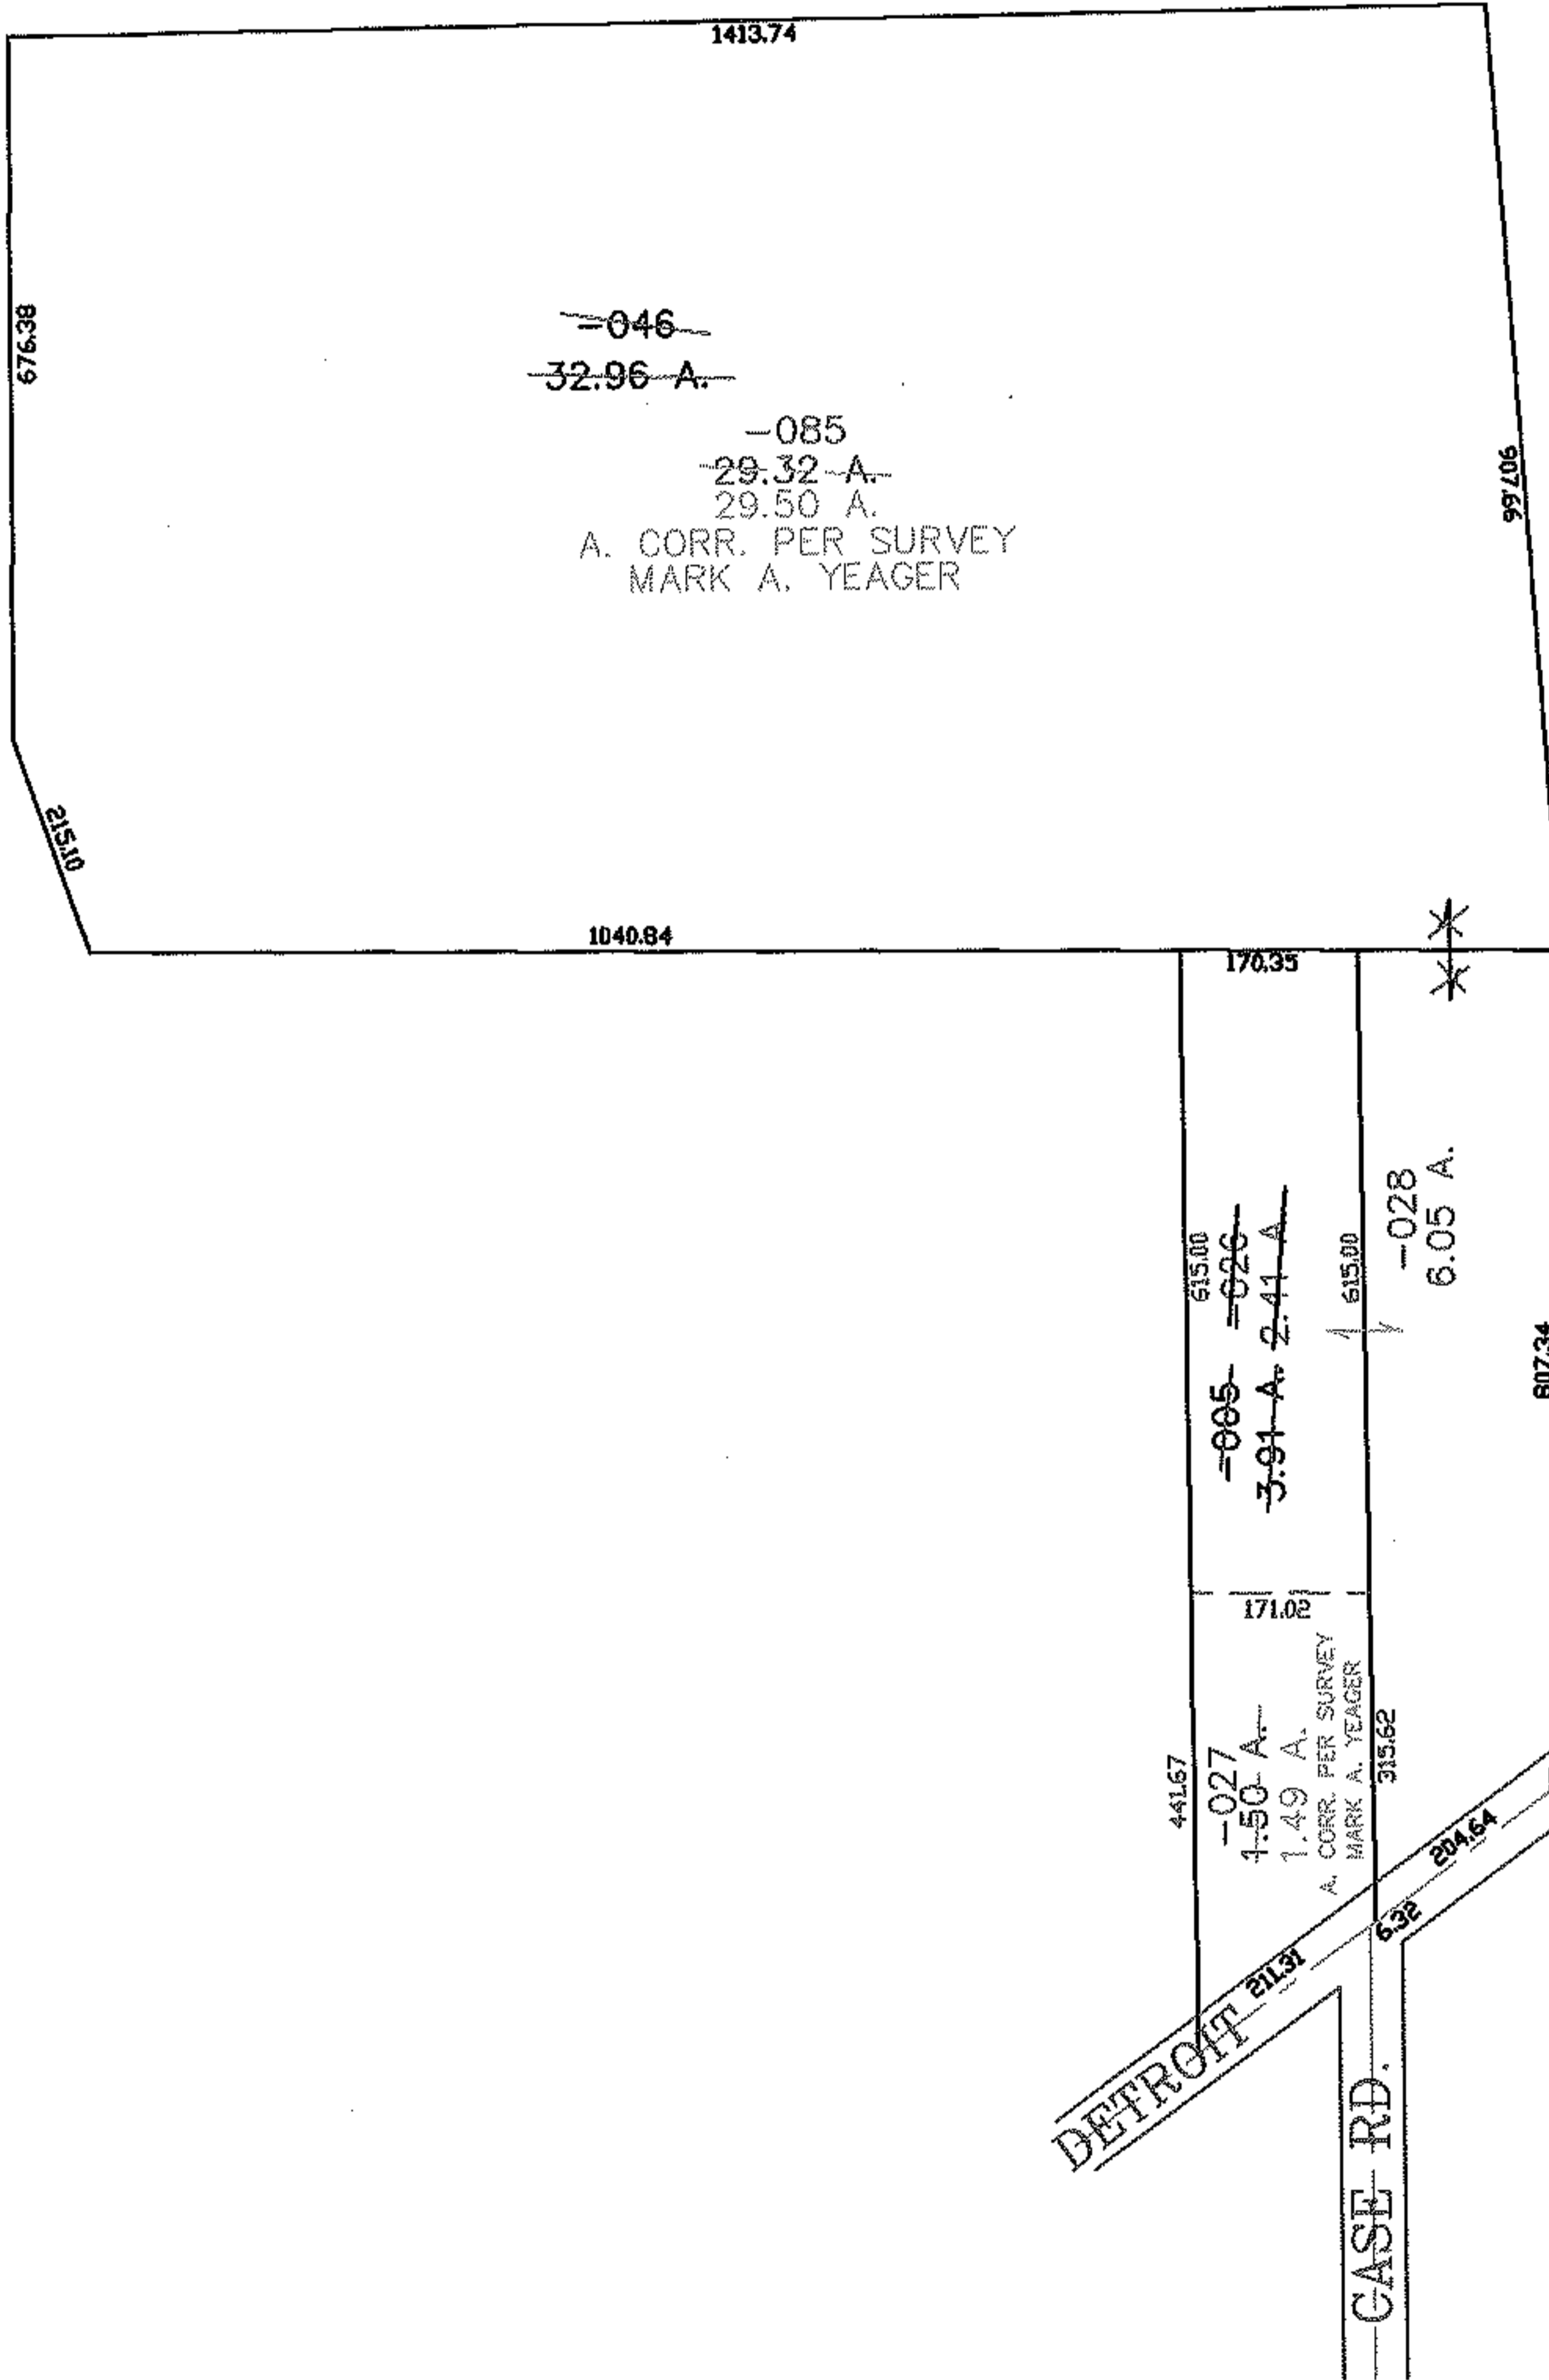 1413.74
676.38
-046
32.96 A.
-085
29.32 A.
29.50 A.
A. CORR. PER SURVEY
MARK A. YEAGER
907.66
215.10
1040.84
170.35
615.00
-005 -026
3.91 A. 2.41 A
615.00
-028
6.05 A.
807.34
171.02
441.67
-027
1.50 A.
1.49 A.
A. CORR. PER SURVEY
MARK A. YEAGER
315.62
204.64
6.32
211.31
DETROIT
CASE RD.